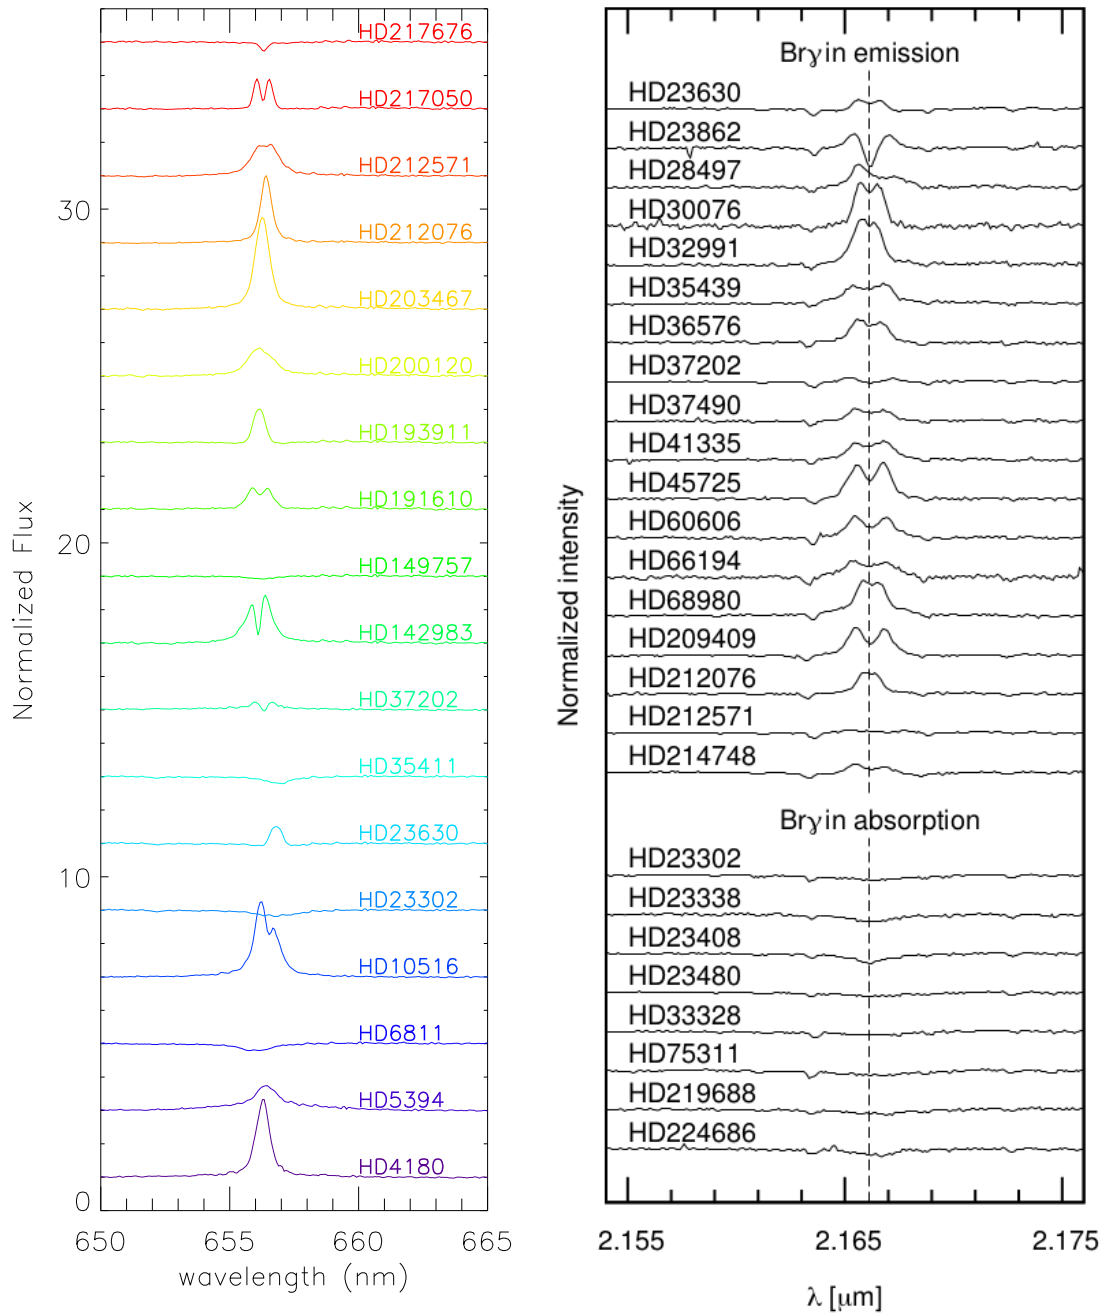 HD217676
HD217050
HD212571
HD212076
HD203467
HD200120
HD193911
HD191610
HD149757
HD142983
HD37202
HD35411
HD23630
HD23302
HD10516
HD6811
HD5394
HD4180
30
20
10
0
Normalized Flux
650 655 660 665
wavelength (nm)
Brγ in emission
HD23630
HD23862
HD28497
HD30076
HD32991
HD35439
HD36576
HD37202
HD37490
HD41335
HD45725
HD60606
HD66194
HD68980
HD209409
HD212076
HD212571
HD214748
Brγ in absorption
HD23302
HD23338
HD23408
HD23480
HD33328
HD75311
HD219688
HD224686
Normalized intensity
2.155 2.165 2.175
λ [μm]